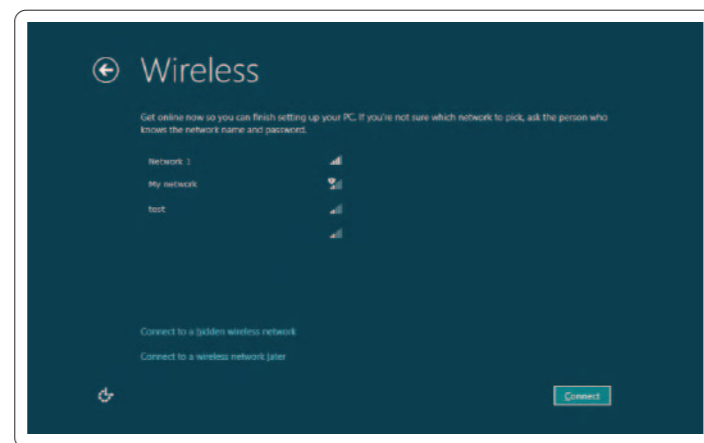 Wireless
Get online now so you can finish setting up your PC. If you're not sure which network to pick, ask the person who
knows the network name and password.
Network 1
My network
test
Connect to a hidden wireless network
Connect to a wireless network later
Connect